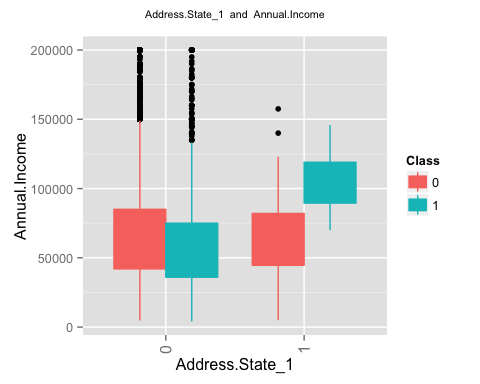 Address.State_1 and Annual.Income
200000
150000
100000
50000
0
Annual.Income
0
1
Address.State_1
Class
0
1